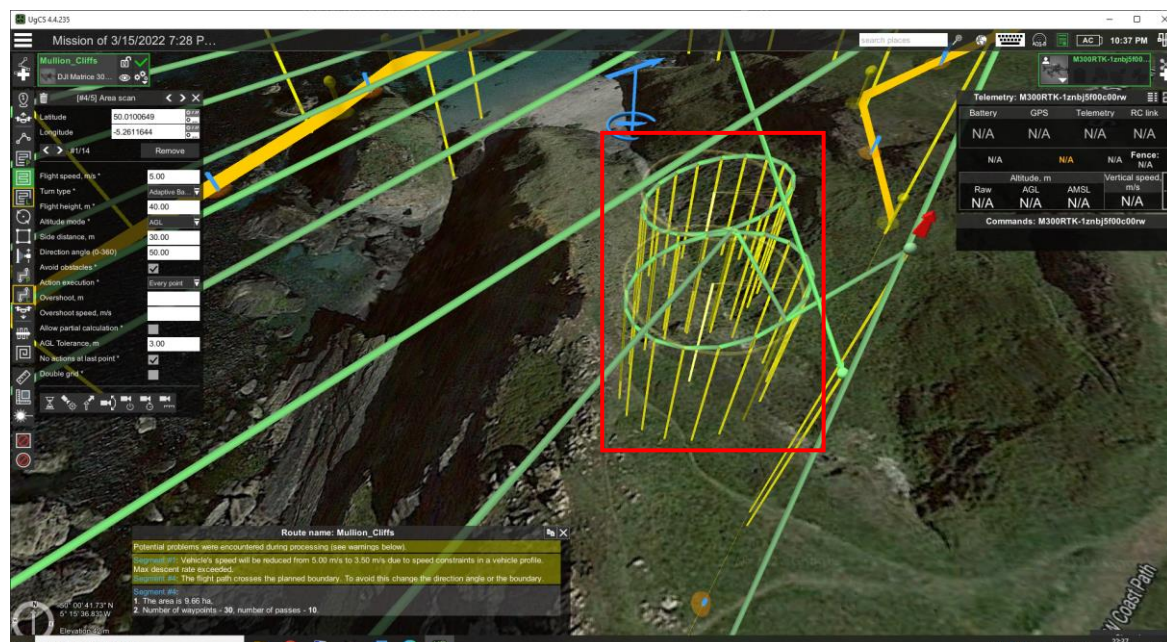 UgCS 4.4.235
Mission of 3/15/2022 7:28 P...
search places
AC
10:37 PM
Mullion_Cliffs
DJI Matrice 30...
[#4/5] Area scan
Latitude 50.0100649
Longitude -5.2611644
#1/14 Remove
Flight speed, m/s * 5.00
Turn type * Adaptive Ba...
Flight height, m * 40.00
Altitude mode * AGL
Side distance, m 30.00
Direction angle (0-360) 50.00
Avoid obstacles *
Action execution * Every point
Overshoot, m
Overshoot speed, m/s
Allow partial calculation *
AGL Tolerance, m 3.00
No actions at last point *
Double grid *
M300RTK-1znbj5f00...
Telemetry: M300RTK-1znbj5f00c00rw
Battery GPS Telemetry RC link
N/A N/A N/A N/A
N/A N/A N/A Fence: N/A
Altitude, m Vertical speed, m/s
Raw AGL AMSL
N/A N/A N/A N/A
Commands: M300RTK-1znbj5f00c00rw
Route name: Mullion_Cliffs
Potential problems were encountered during processing (see warnings below).
Segment #1: Vehicle's speed will be reduced from 5.00 m/s to 3.50 m/s due to speed constraints in a vehicle profile.
Max descent rate exceeded.
Segment #4: The flight path crosses the planned boundary. To avoid this change the direction angle or the boundary.
Segment #4:
1. The area is 9.66 ha.
2. Number of waypoints - 30, number of passes - 10.
50° 00' 41.73" N
5° 15' 36.83" W
Elevation
Coast Path